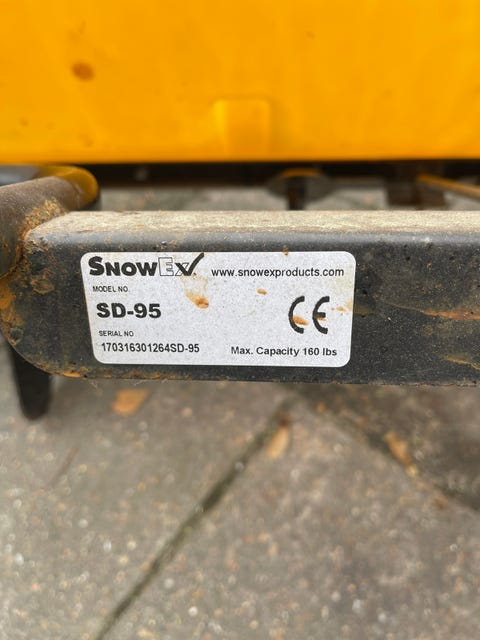 SNOWEX www.snowexproducts.com
MODEL NO.
SD-95
CE
SERIAL NO
170316301264SD-95 Max. Capacity 160 lbs